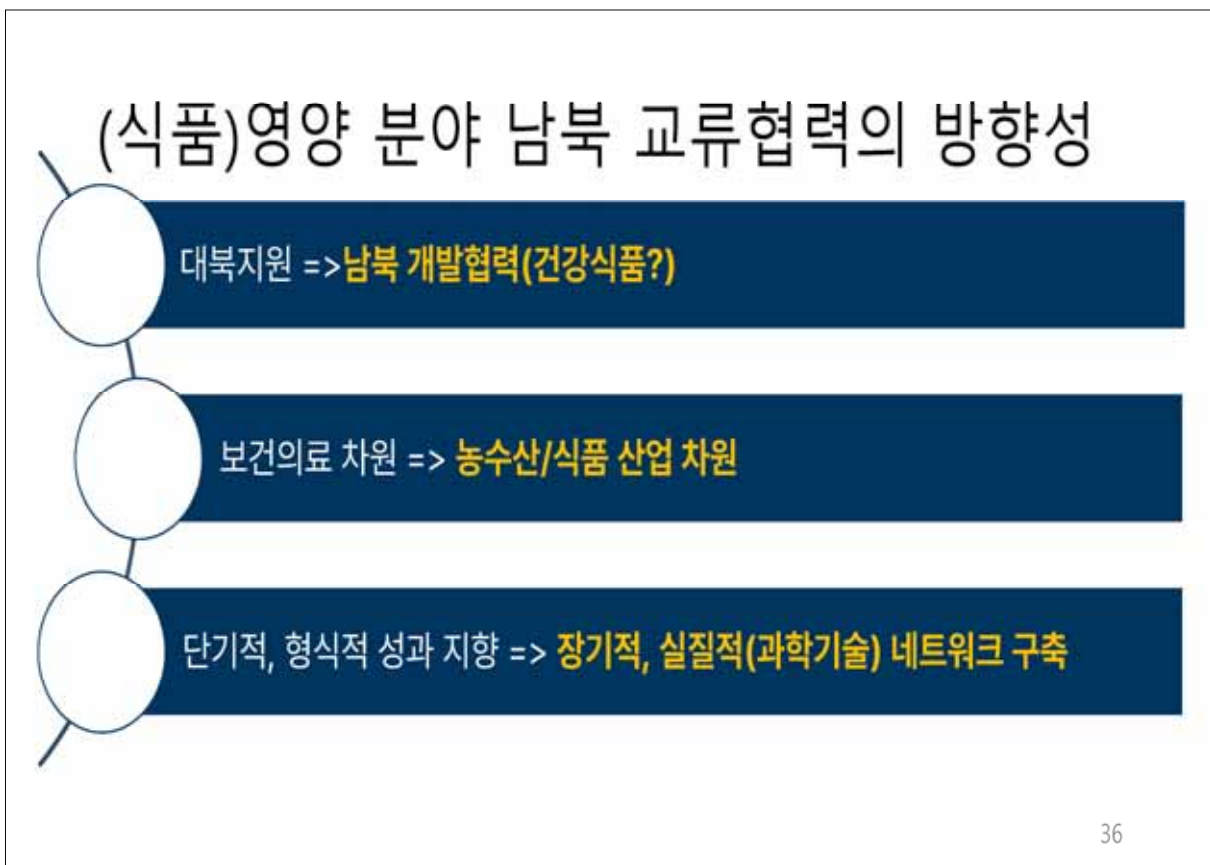 (식품)영양 분야 남북 교류협력의 방향성
대북지원 =>남북 개발협력(건강식품?)
보건의료 차원 => 농수산/식품 산업 차원
단기적, 형식적 성과 지향 => 장기적, 실질적(과학기술) 네트워크 구축
36